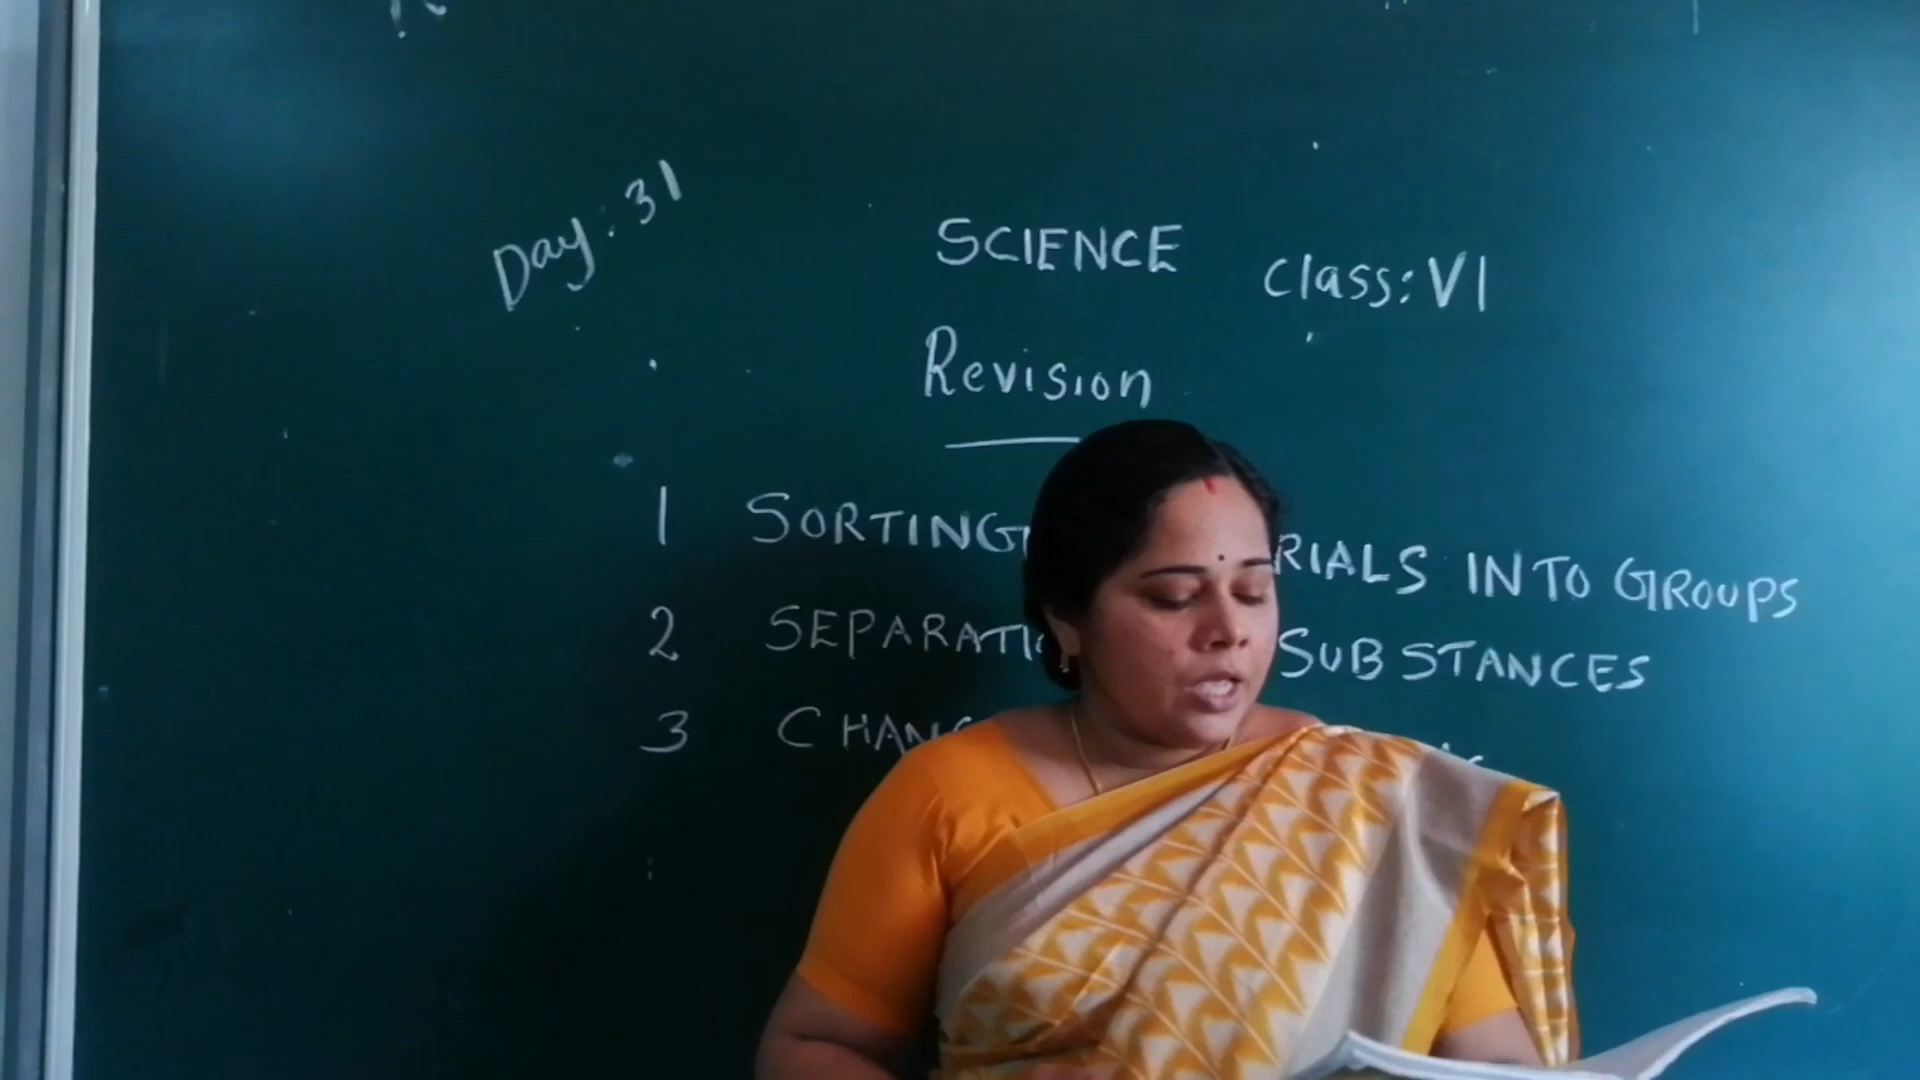 Day: 31
SCIENCE Class: VI
Revision
1 SORTING RIALS INTO GROUPS
2 SEPARATI SUBSTANCES
3 CHAN